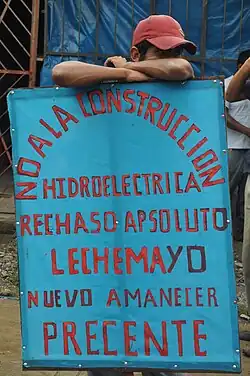 NO A LA CONSTRUCCION
HIDROELECTRICA
RECHASO APSOLUTO
LECHEMAYO
NUEVO AMANECER
PRECENTE